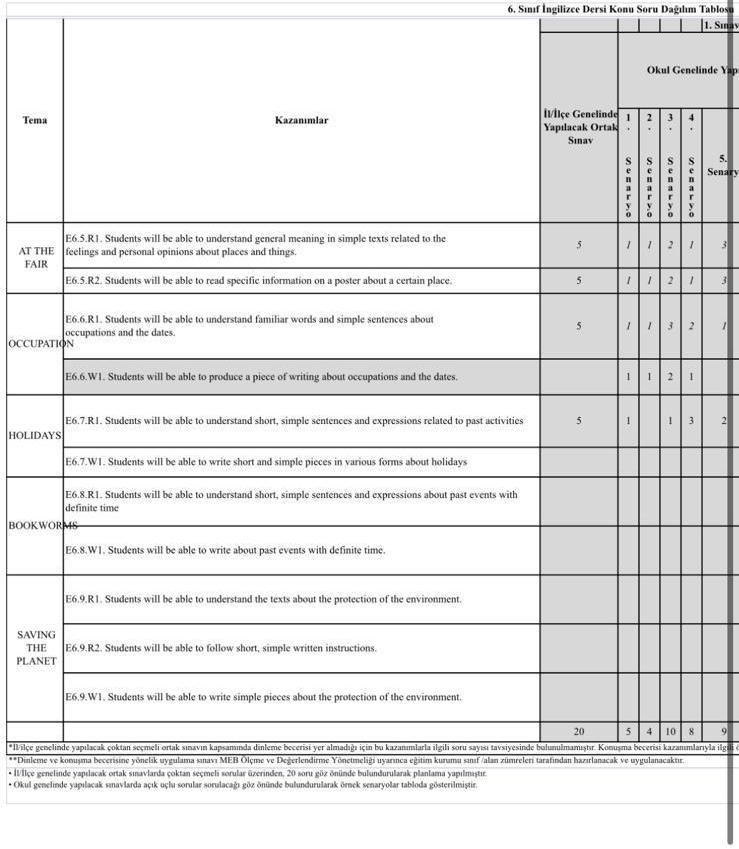 6. Sınıf İngilizce Dersi Konu Soru Dağılım Tablosu
1. Sınav
Okul Genelinde Yap
Tema
Kazanımlar
İl/İlçe Genelinde
Yapılacak Ortak
Sınav
1. Senaryo
2. Senaryo
3. Senaryo
4. Senaryo
5.
Senary
AT THE
FAIR
E6.5.R1. Students will be able to understand general meaning in simple texts related to the
feelings and personal opinions about places and things.
5 1 1 2 1 3
E6.5.R2. Students will be able to read specific information on a poster about a certain place.
5 1 1 2 1 3
OCCUPATION
E6.6.R1. Students will be able to understand familiar words and simple sentences about
occupations and the dates.
5 1 1 3 2 1
E6.6.W1. Students will be able to produce a piece of writing about occupations and the dates.
1 1 2 1
HOLIDAYS
E6.7.R1. Students will be able to understand short, simple sentences and expressions related to past activities
5 1 1 3 2
E6.7.W1. Students will be able to write short and simple pieces in various forms about holidays
BOOKWORMS
E6.8.R1. Students will be able to understand short, simple sentences and expressions about past events with
definite time
E6.8.W1. Students will be able to write about past events with definite time.
SAVING
THE
PLANET
E6.9.R1. Students will be able to understand the texts about the protection of the environment.
E6.9.R2. Students will be able to follow short, simple written instructions.
E6.9.W1. Students will be able to write simple pieces about the protection of the environment.
20 5 4 10 8 9
*İl/ilçe genelinde yapılacak çoktan seçmeli ortak sınavın kapsamında dinleme becerisi yer almadığı için bu kazanımlarla ilgili soru sayısı tavsiyesinde bulunulmamıştır. Konuşma becerisi kazanımlarıyla ilgili
**Dinleme ve konuşma becerisine yönelik uygulama sınavı MEB Ölçme ve Değerlendirme Yönetmeliği uyarınca eğitim kurumu sınıf /alan zümreleri tarafından hazırlanacak ve uygulanacaktır.
• İl/İlçe genelinde yapılacak ortak sınavlarda çoktan seçmeli sorular üzerinden, 20 soru göz önünde bulundurularak planlama yapılmıştır.
• Okul genelinde yapılacak sınavlarda açık uçlu sorular sorulacağı göz önünde bulundurularak örnek senaryolar tabloda gösterilmiştir.